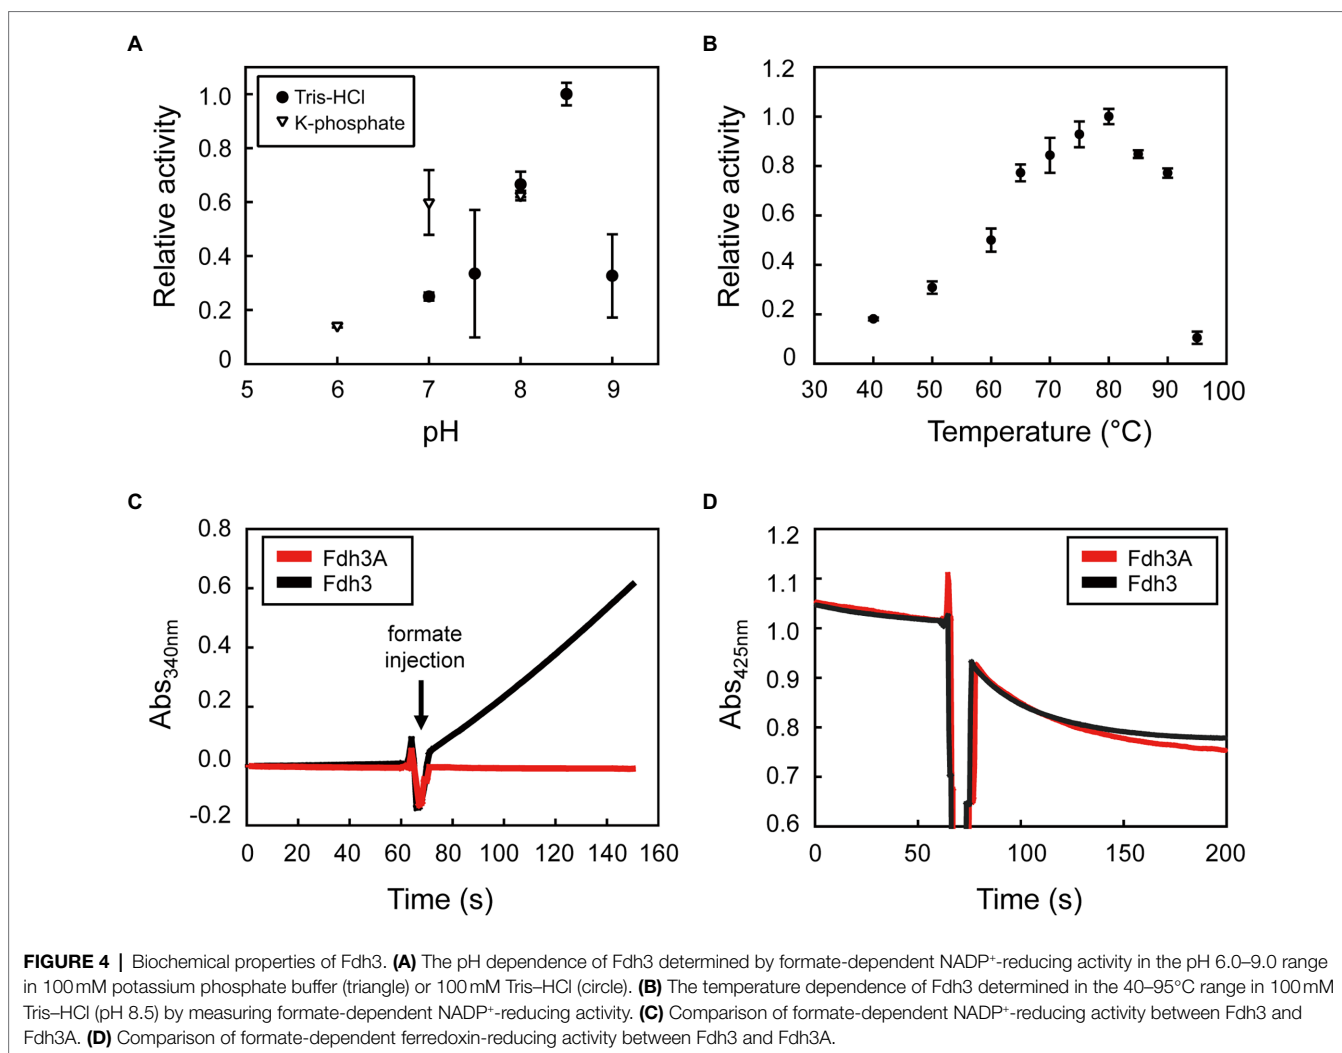 A
Relative activity
1.0
0.8
0.6
0.4
0.2
0
Tris-HCl
K-phosphate
5 6 7 8 9
pH
B
Relative activity
1.2
1.0
0.8
0.6
0.4
0.2
0
30 40 50 60 70 80 90 100
Temperature (°C)
C
Abs340nm
0.8
0.6
0.4
0.2
0.0
-0.2
Fdh3A
Fdh3
formate
injection
0 20 40 60 80 100 120 140 160
Time (s)
D
Abs425nm
1.2
1.1
1.0
0.9
0.8
0.7
0.6
Fdh3A
Fdh3
0 50 100 150 200
Time (s)
FIGURE 4 | Biochemical properties of Fdh3. (A) The pH dependence of Fdh3 determined by formate-dependent NADP⁺-reducing activity in the pH 6.0–9.0 range
in 100 mM potassium phosphate buffer (triangle) or 100 mM Tris–HCl (circle). (B) The temperature dependence of Fdh3 determined in the 40–95°C range in 100 mM
Tris–HCl (pH 8.5) by measuring formate-dependent NADP⁺-reducing activity. (C) Comparison of formate-dependent NADP⁺-reducing activity between Fdh3 and
Fdh3A. (D) Comparison of formate-dependent ferredoxin-reducing activity between Fdh3 and Fdh3A.